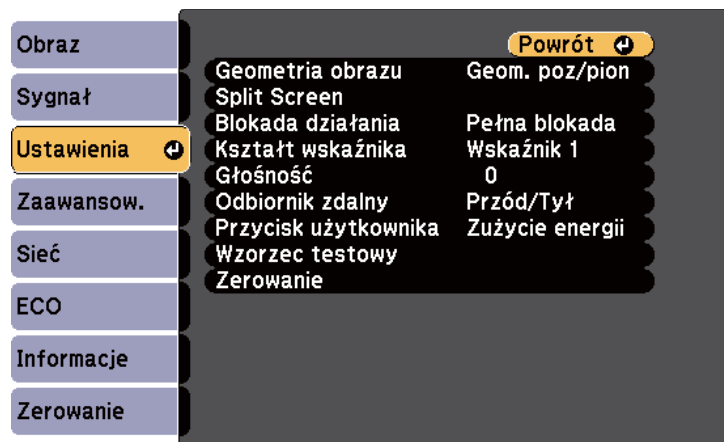 Obraz
Sygnał
Ustawienia
Zaawansow.
Sieć
ECO
Informacje
Zerowanie
Powrót
Geometria obrazu Geom. poz/pion
Split Screen
Blokada działania Pełna blokada
Kształt wskaźnika Wskaźnik 1
Głośność 0
Odbiornik zdalny Przód/Tył
Przycisk użytkownika Zużycie energii
Wzorzec testowy
Zerowanie